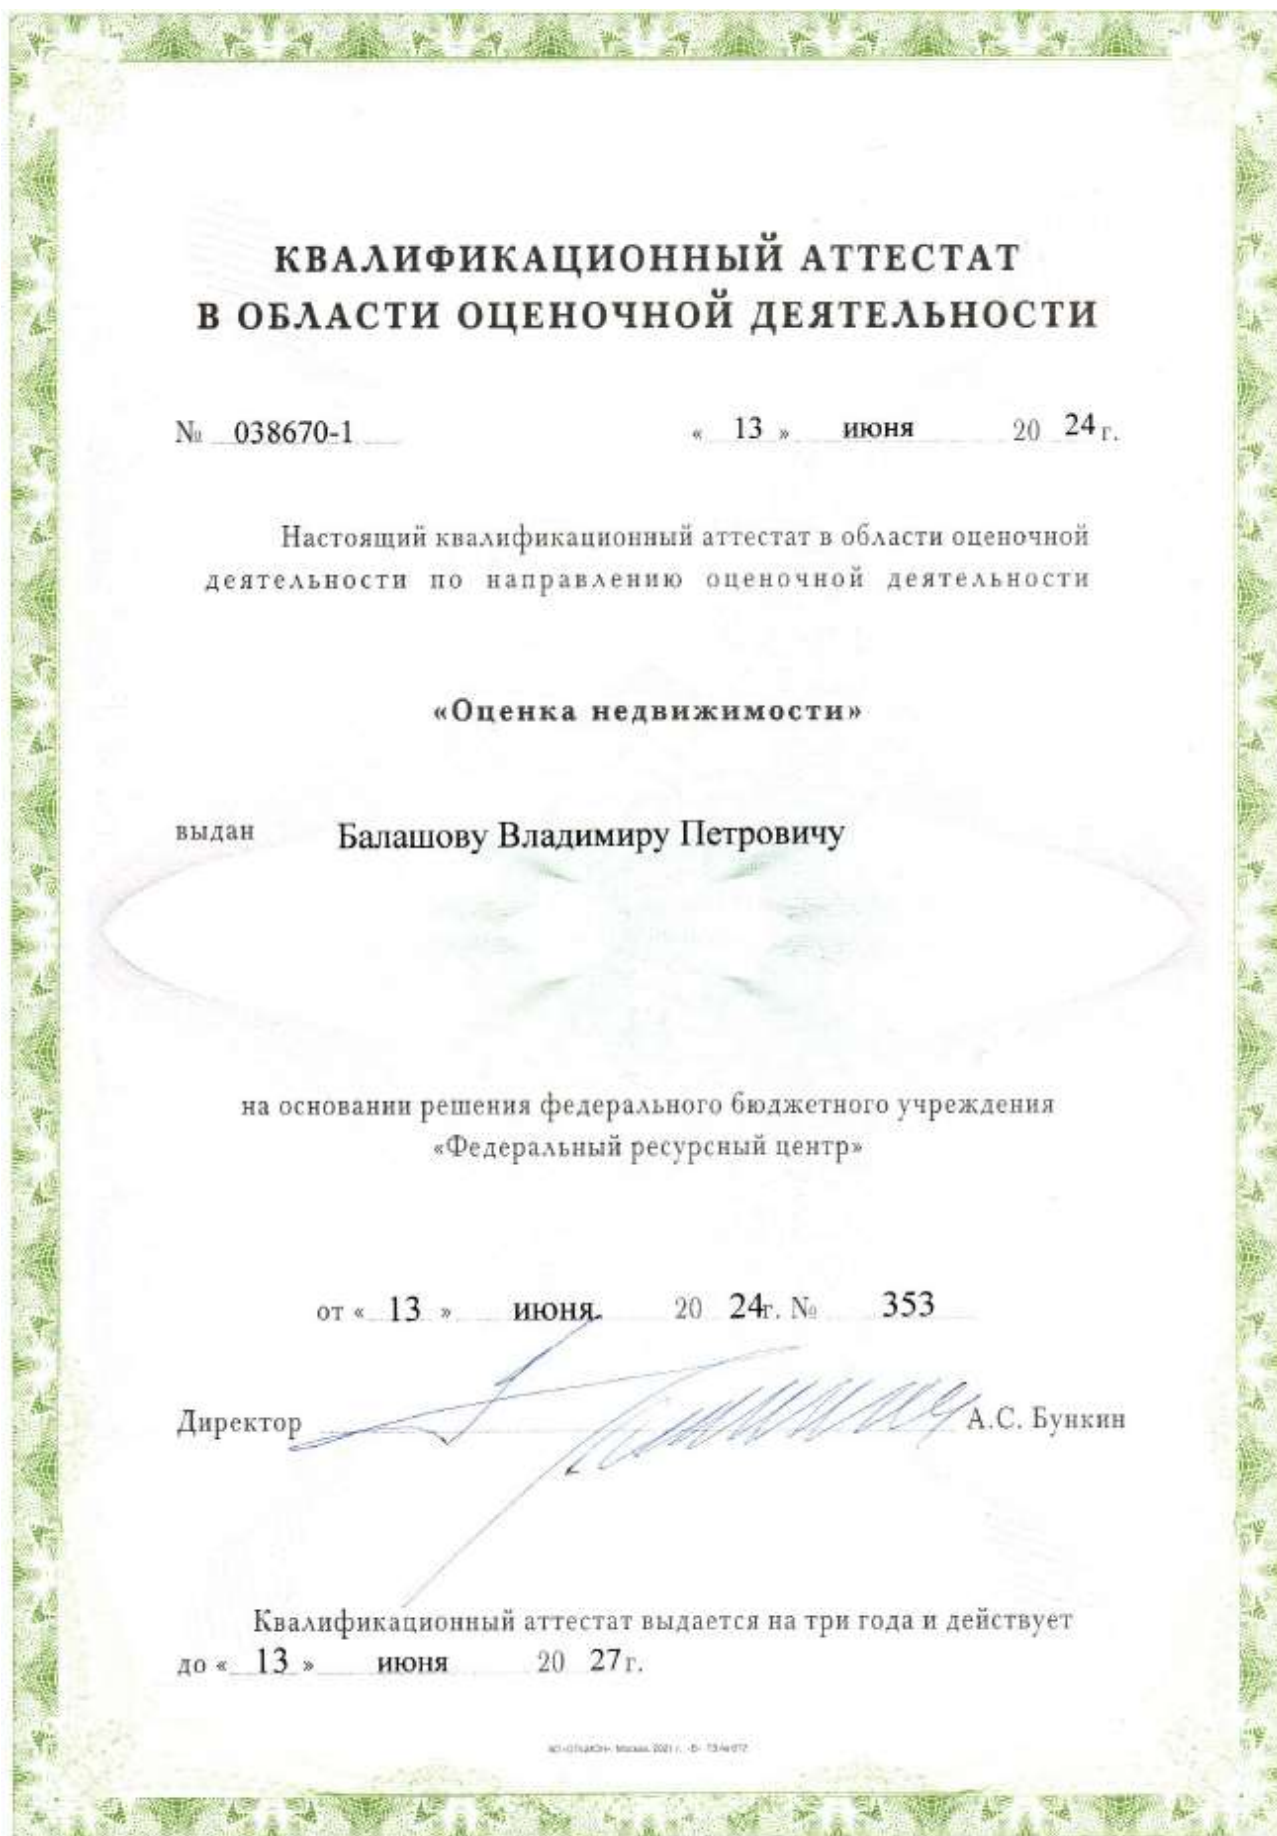 КВАЛИФИКАЦИОННЫЙ АТТЕСТАТ
В ОБЛАСТИ ОЦЕНОЧНОЙ ДЕЯТЕЛЬНОСТИ
№ 038670-1 « 13 » июня 20 24 г.
Настоящий квалификационный аттестат в области оценочной
деятельности по направлению оценочной деятельности
«Оценка недвижимости»
выдан Балашову Владимиру Петровичу
на основании решения федерального бюджетного учреждения
«Федеральный ресурсный центр»
от « 13 » июня 20 24г. № 353
Директор А.С. Бункин
Квалификационный аттестат выдается на три года и действует
до « 13 » июня 20 27 г.
Москва, 2021 г.